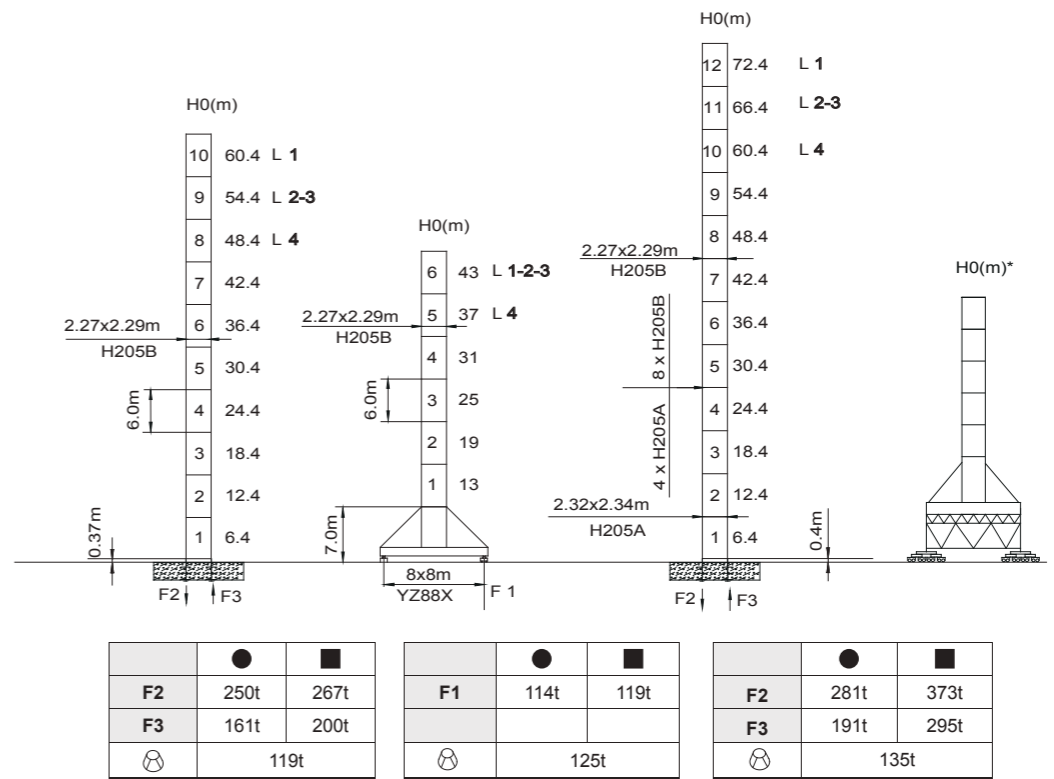 H0(m)
10 60.4 L 1
9 54.4 L 2-3
8 48.4 L 4
7 42.4
6 36.4
2.27x2.29m
H205B
5 30.4
4 24.4
6.0m
3 18.4
2 12.4
1 6.4
0.37m
F2 F3
H0(m)
6 43 L 1-2-3
5 37 L 4
2.27x2.29m
H205B
4 31
3 25
6.0m
2 19
1 13
7.0m
8x8m
YZ88X
F 1
H0(m)
12 72.4 L 1
11 66.4 L 2-3
10 60.4 L 4
9 54.4
8 48.4
2.27x2.29m
H205B
7 42.4
6 36.4
5 30.4
8 x H205B
4 x H205A
4 24.4
3 18.4
2 12.4
2.32x2.34m
H205A
1 6.4
0.4m
F2 F3
H0(m)*
F2 250t 267t
F3 161t 200t
119t
F1 114t 119t
125t
F2 281t 373t
F3 191t 295t
135t